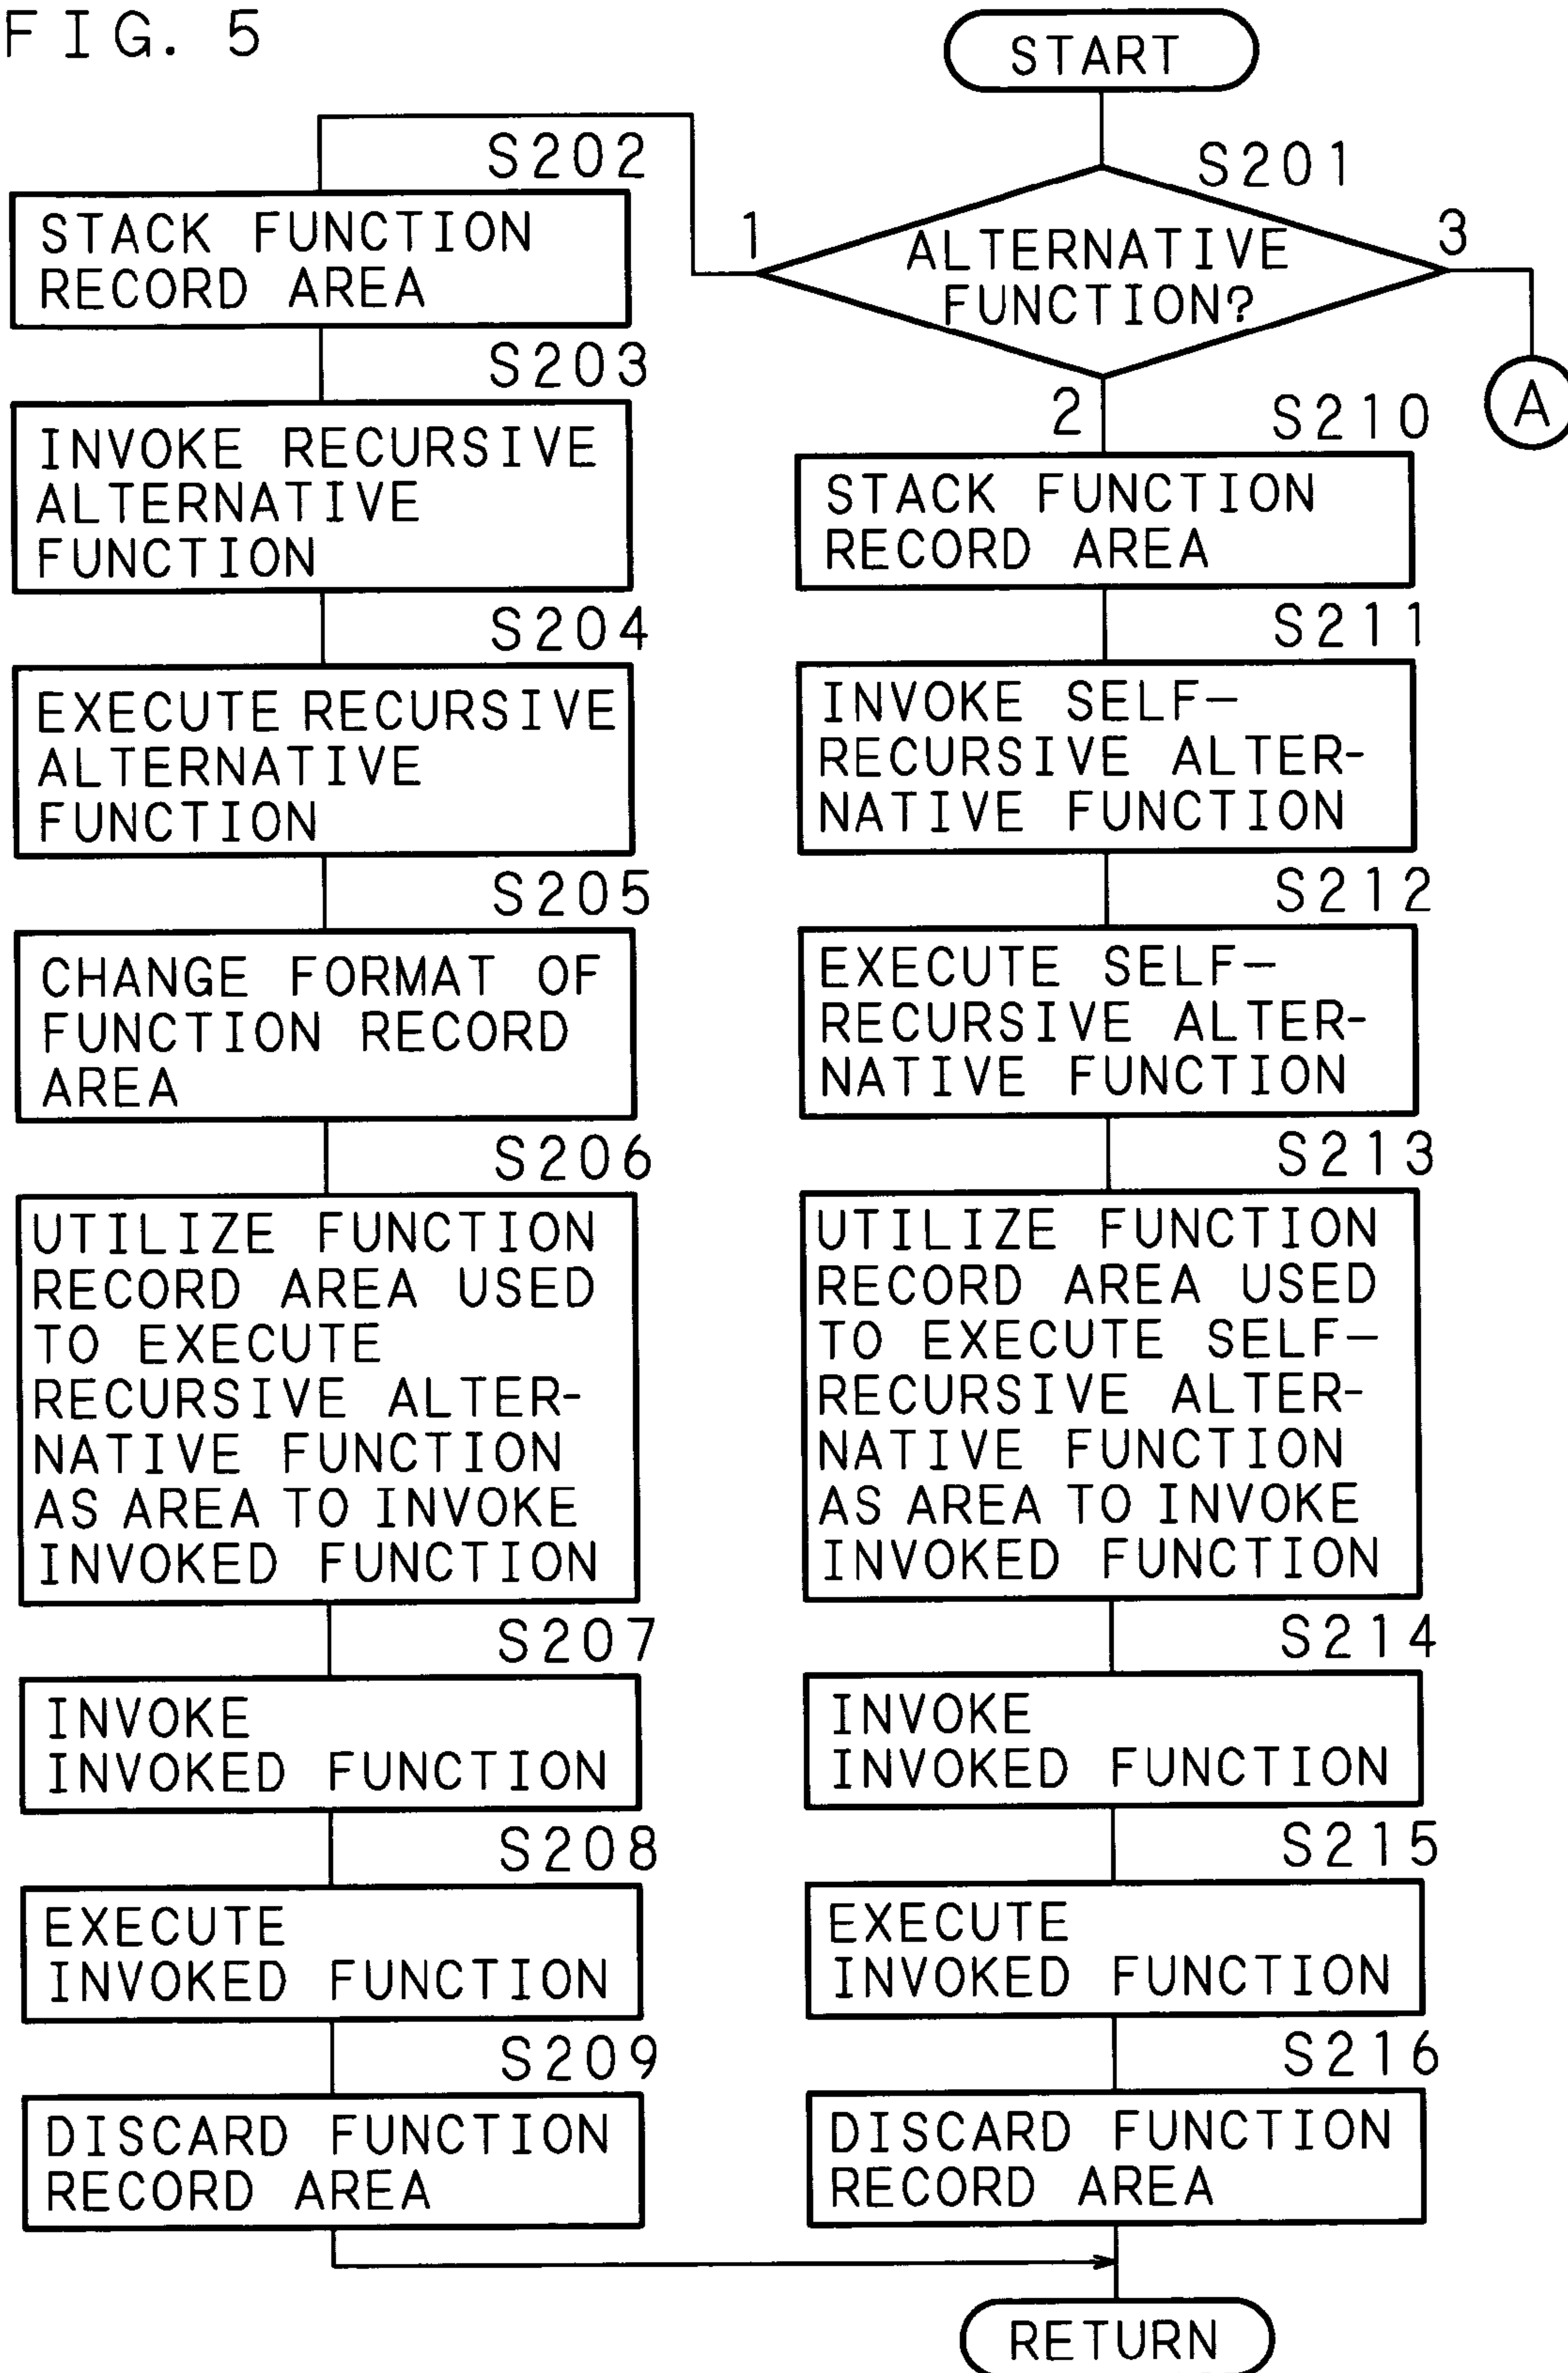 FIG. 5
START
S201
ALTERNATIVE
FUNCTION?
1
2
3
A
S202
STACK FUNCTION
RECORD AREA
S203
INVOKE RECURSIVE
ALTERNATIVE
FUNCTION
S204
EXECUTE RECURSIVE
ALTERNATIVE
FUNCTION
S205
CHANGE FORMAT OF
FUNCTION RECORD
AREA
S206
UTILIZE FUNCTION
RECORD AREA USED
TO EXECUTE
RECURSIVE ALTER-
NATIVE FUNCTION
AS AREA TO INVOKE
INVOKED FUNCTION
S207
INVOKE
INVOKED FUNCTION
S208
EXECUTE
INVOKED FUNCTION
S209
DISCARD FUNCTION
RECORD AREA
S210
STACK FUNCTION
RECORD AREA
S211
INVOKE SELF-
RECURSIVE ALTER-
NATIVE FUNCTION
S212
EXECUTE SELF-
RECURSIVE ALTER-
NATIVE FUNCTION
S213
UTILIZE FUNCTION
RECORD AREA USED
TO EXECUTE SELF-
RECURSIVE ALTER-
NATIVE FUNCTION
AS AREA TO INVOKE
INVOKED FUNCTION
S214
INVOKE
INVOKED FUNCTION
S215
EXECUTE
INVOKED FUNCTION
S216
DISCARD FUNCTION
RECORD AREA
RETURN